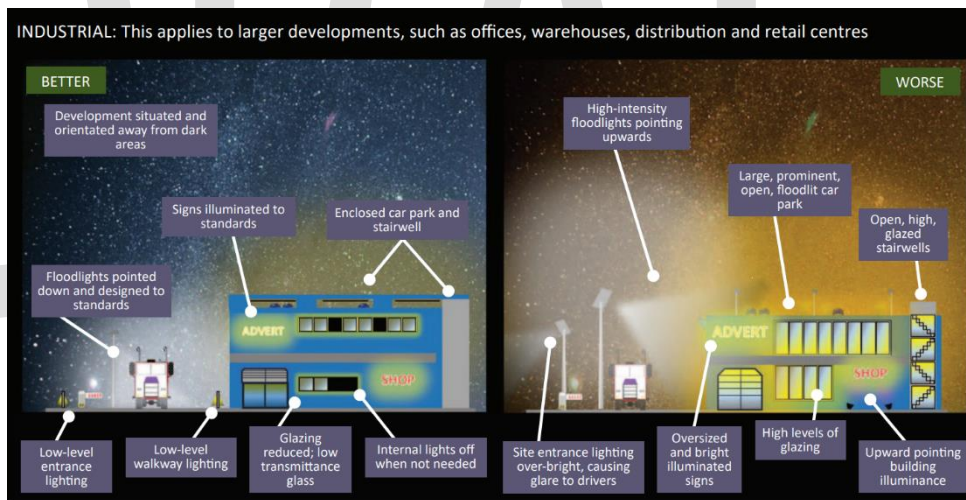 INDUSTRIAL: This applies to larger developments, such as offices, warehouses, distribution and retail centres
BETTER
Development situated and
orientated away from dark
areas
Signs illuminated to
standards
Enclosed car park and
stairwell
Floodlights pointed
down and designed to
standards
ADVERT
SHOP
Low-level
entrance
lighting
Low-level
walkway lighting
Glazing
reduced; low
transmittance
glass
Internal lights off
when not needed
WORSE
High-intensity
floodlights pointing
upwards
Large, prominent,
open, floodlit car
park
Open, high,
glazed
stairwells
ADVERT
SHOP
Site entrance lighting
over-bright, causing
glare to drivers
Oversized
and bright
illuminated
signs
High levels of
glazing
Upward pointing
building
illuminance